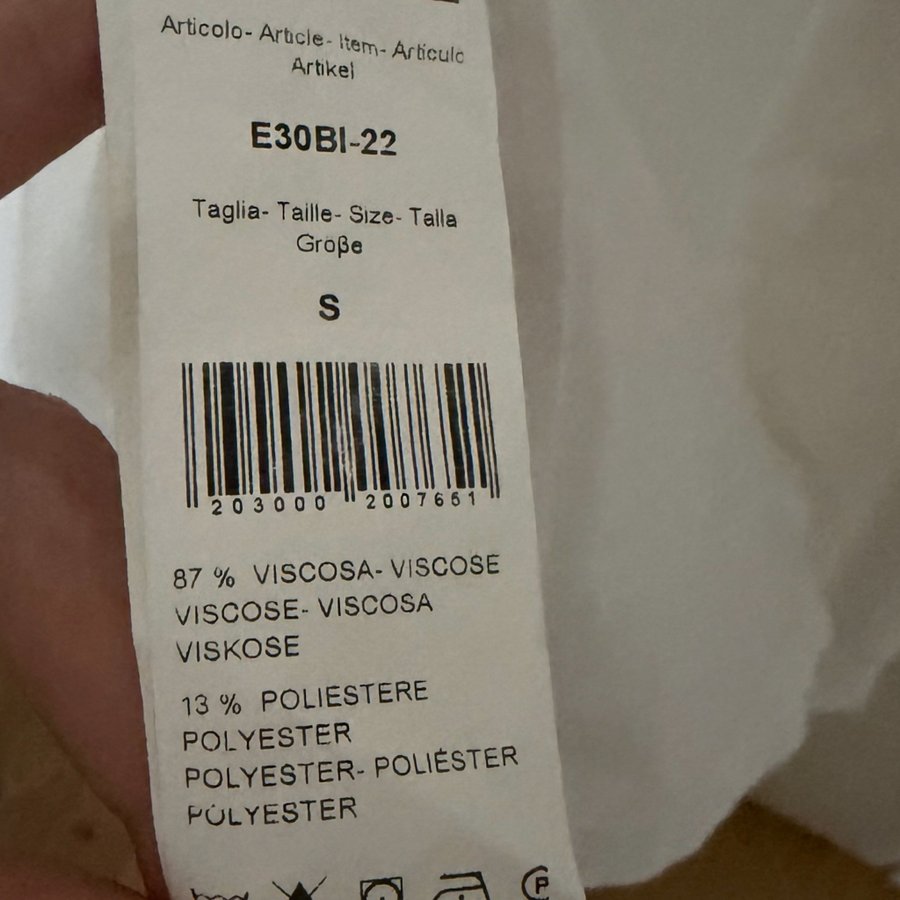 Articolo- Article- Item- Artículo
Artikel
E30BI-22
Taglia- Taille- Size- Talla
Größe
S
203000 2007651
87 % VISCOSA- VISCOSE
VISCOSE- VISCOSA
VISKOSE
13 % POLIESTERE
POLYESTER
POLYESTER- POLIÉSTER
POLYESTER
P